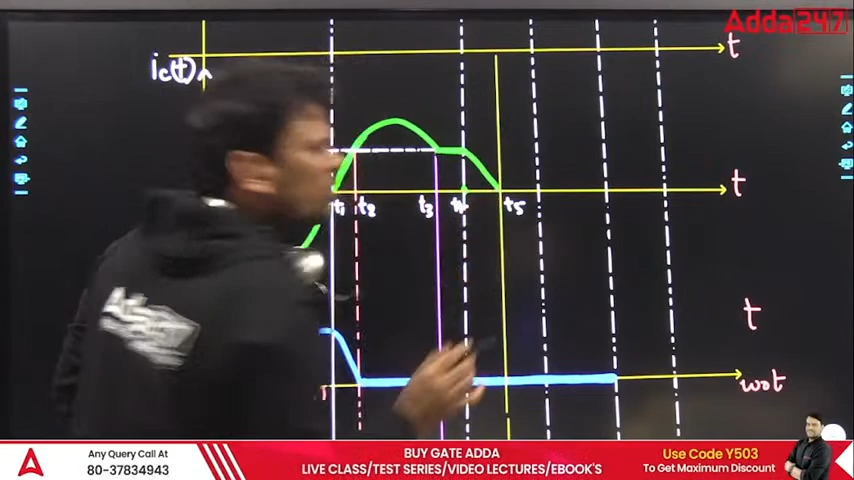 Adda247
t
ic(t)
t
t1 t2 t3 t4 t5
t
wot
Any Query Call At
80-37834943
BUY GATE ADDA
LIVE CLASS/TEST SERIES/VIDEO LECTURES/EBOOK'S
Use Code Y503
To Get Maximum Discount